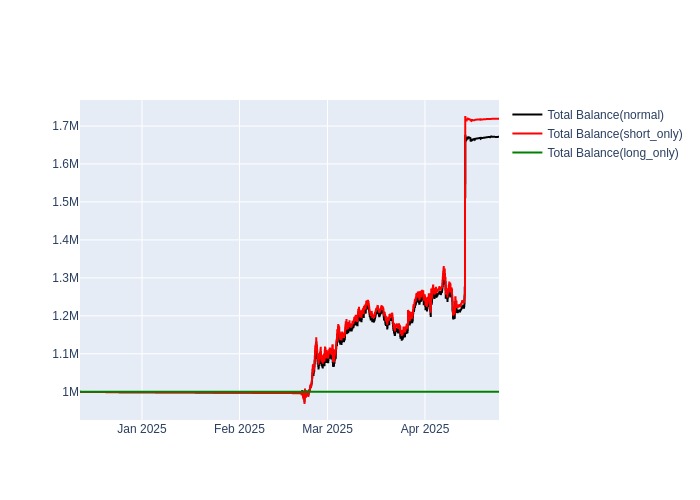 Total Balance(normal)
Total Balance(short_only)
Total Balance(long_only)
1.7M
1.6M
1.5M
1.4M
1.3M
1.2M
1.1M
1M
Jan 2025
Feb 2025
Mar 2025
Apr 2025